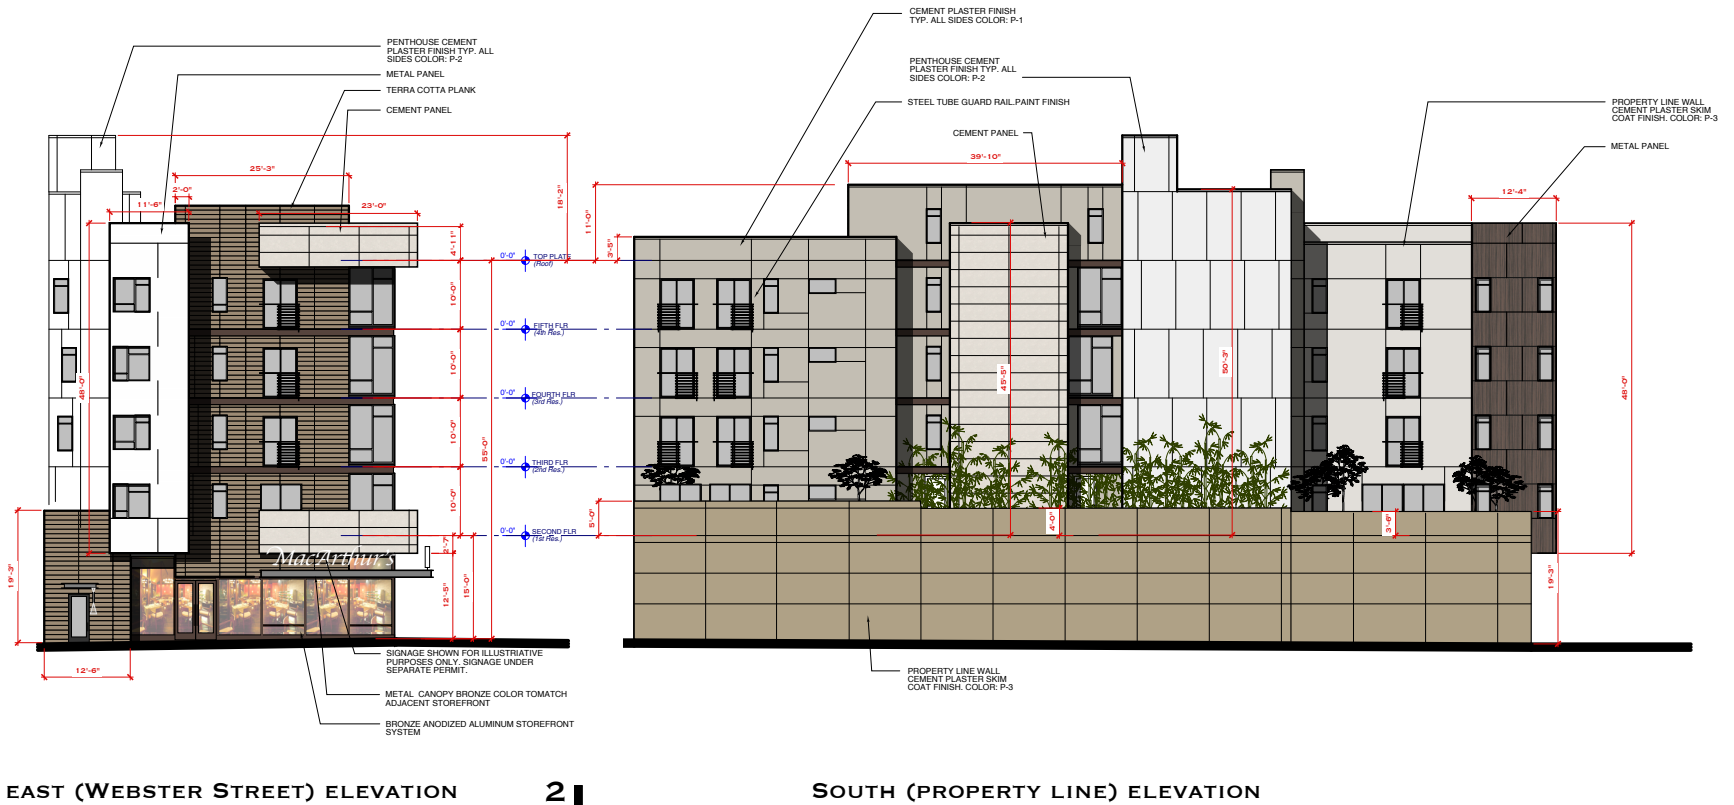 PENTHOUSE CEMENT
PLASTER FINISH TYP. ALL
SIDES COLOR: P-2
METAL PANEL
TERRA COTTA PLANK
CEMENT PANEL
25'-3"
2'-0"
11'-6"
23'-0"
18'-2"
4'-11"
11'-0"
3'-5"
0'-0" TOP PLATE
(Roof)
10'-0"
0'-0" FIFTH FLR
(4th Res.)
10'-0"
48'-0"
0'-0" FOURTH FLR
(3rd Res.)
10'-0"
55'-0"
0'-0" THIRD FLR
(2nd Res.)
10'-0"
0'-0" SECOND FLR
(1st Res.)
2'-7"
MacArthur's
19'-3"
12'-5"
15'-0"
12'-6"
SIGNAGE SHOWN FOR ILLUSTRIATIVE
PURPOSES ONLY. SIGNAGE UNDER
SEPARATE PERMIT.
METAL CANOPY BRONZE COLOR TOMATCH
ADJACENT STOREFRONT
BRONZE ANODIZED ALUMINUM STOREFRONT
SYSTEM
EAST (WEBSTER STREET) ELEVATION
2
CEMENT PLASTER FINISH
TYP. ALL SIDES COLOR: P-1
PENTHOUSE CEMENT
PLASTER FINISH TYP. ALL
SIDES COLOR: P-2
STEEL TUBE GUARD RAIL.PAINT FINISH
CEMENT PANEL
PROPERTY LINE WALL
CEMENT PLASTER SKIM
COAT FINISH. COLOR: P-3
METAL PANEL
39'-10"
12'-4"
45'-5"
50'-3"
48'-0"
5'-0"
4'-0"
3'-6"
19'-3"
PROPERTY LINE WALL
CEMENT PLASTER SKIM
COAT FINISH. COLOR: P-3
SOUTH (PROPERTY LINE) ELEVATION